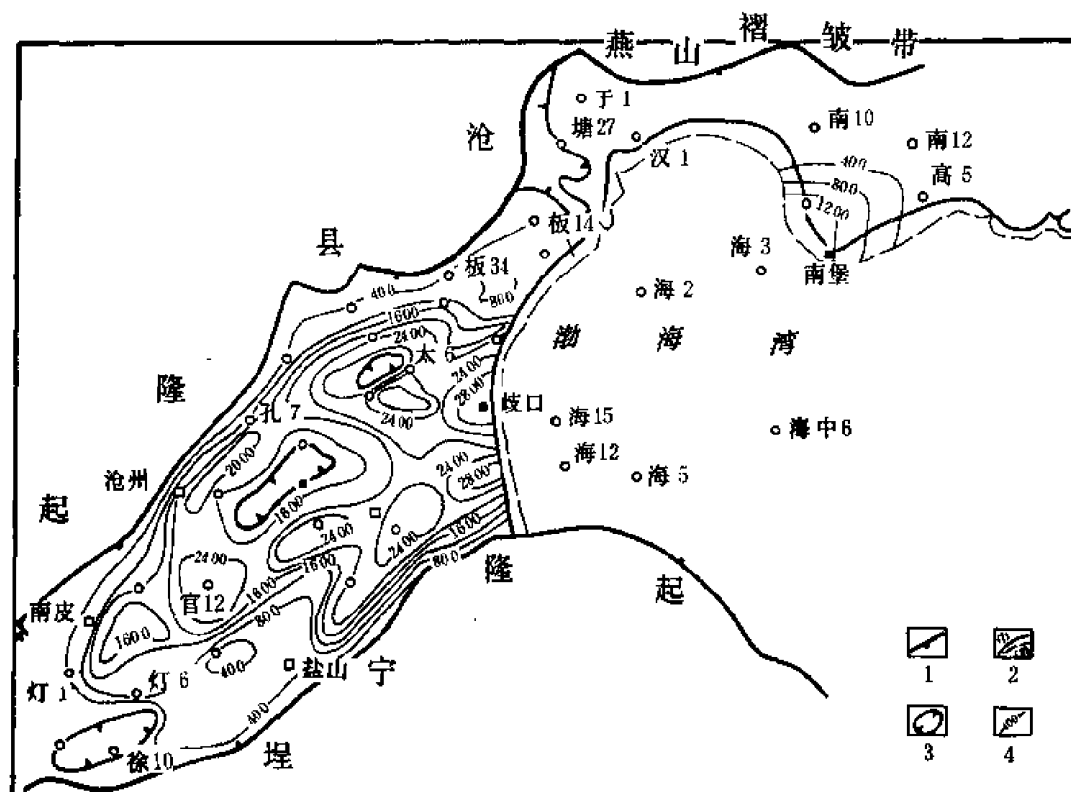 燕山褶皱带
于1
塘27
沧
汉1
南10
南12
400
800
高5
1200
板14
县
海3
南堡
板34
海2
400
800
1600
2400
太6
渤海湾
2400
2800
歧口
2400
隆
孔7
海15
海中6
海12
2000
沧州
2400
2800
海5
起
1800
2400
2400
1600
800
隆
起
2400
1600
1800
官12
800
南皮
1600
400
盐山
宁
灯1
灯6
400
徐10
埕
1
2
3
4